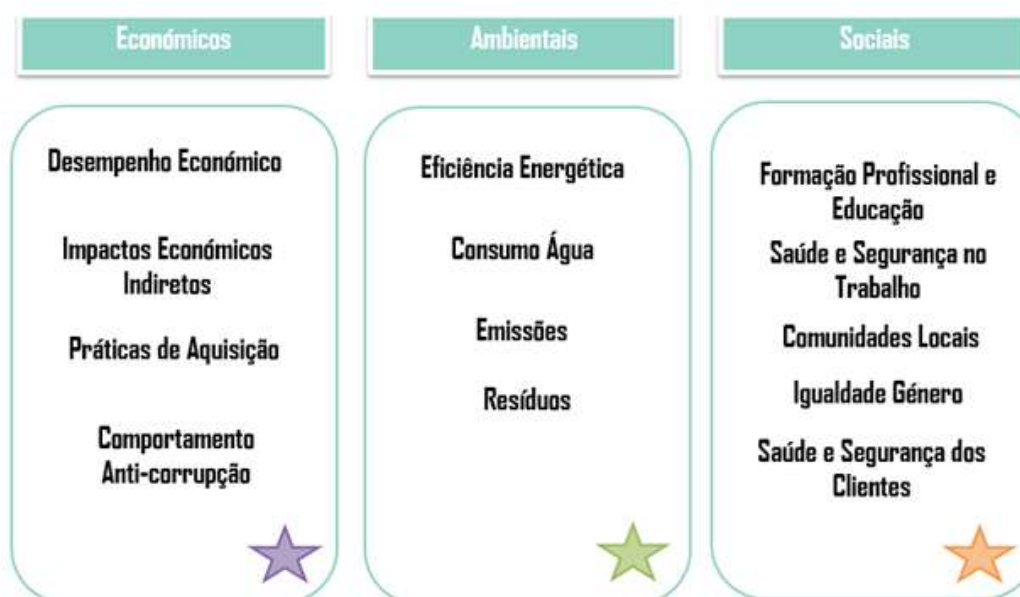 Económicos
Ambientais
Sociais
Desempenho Económico
Impactos Económicos
Indiretos
Práticas de Aquisição
Comportamento
Anti-corrupção
Eficiência Energética
Consumo Água
Emissões
Resíduos
Formação Profissional e
Educação
Saúde e Segurança no
Trabalho
Comunidades Locais
Igualdade Género
Saúde e Segurança dos
Clientes